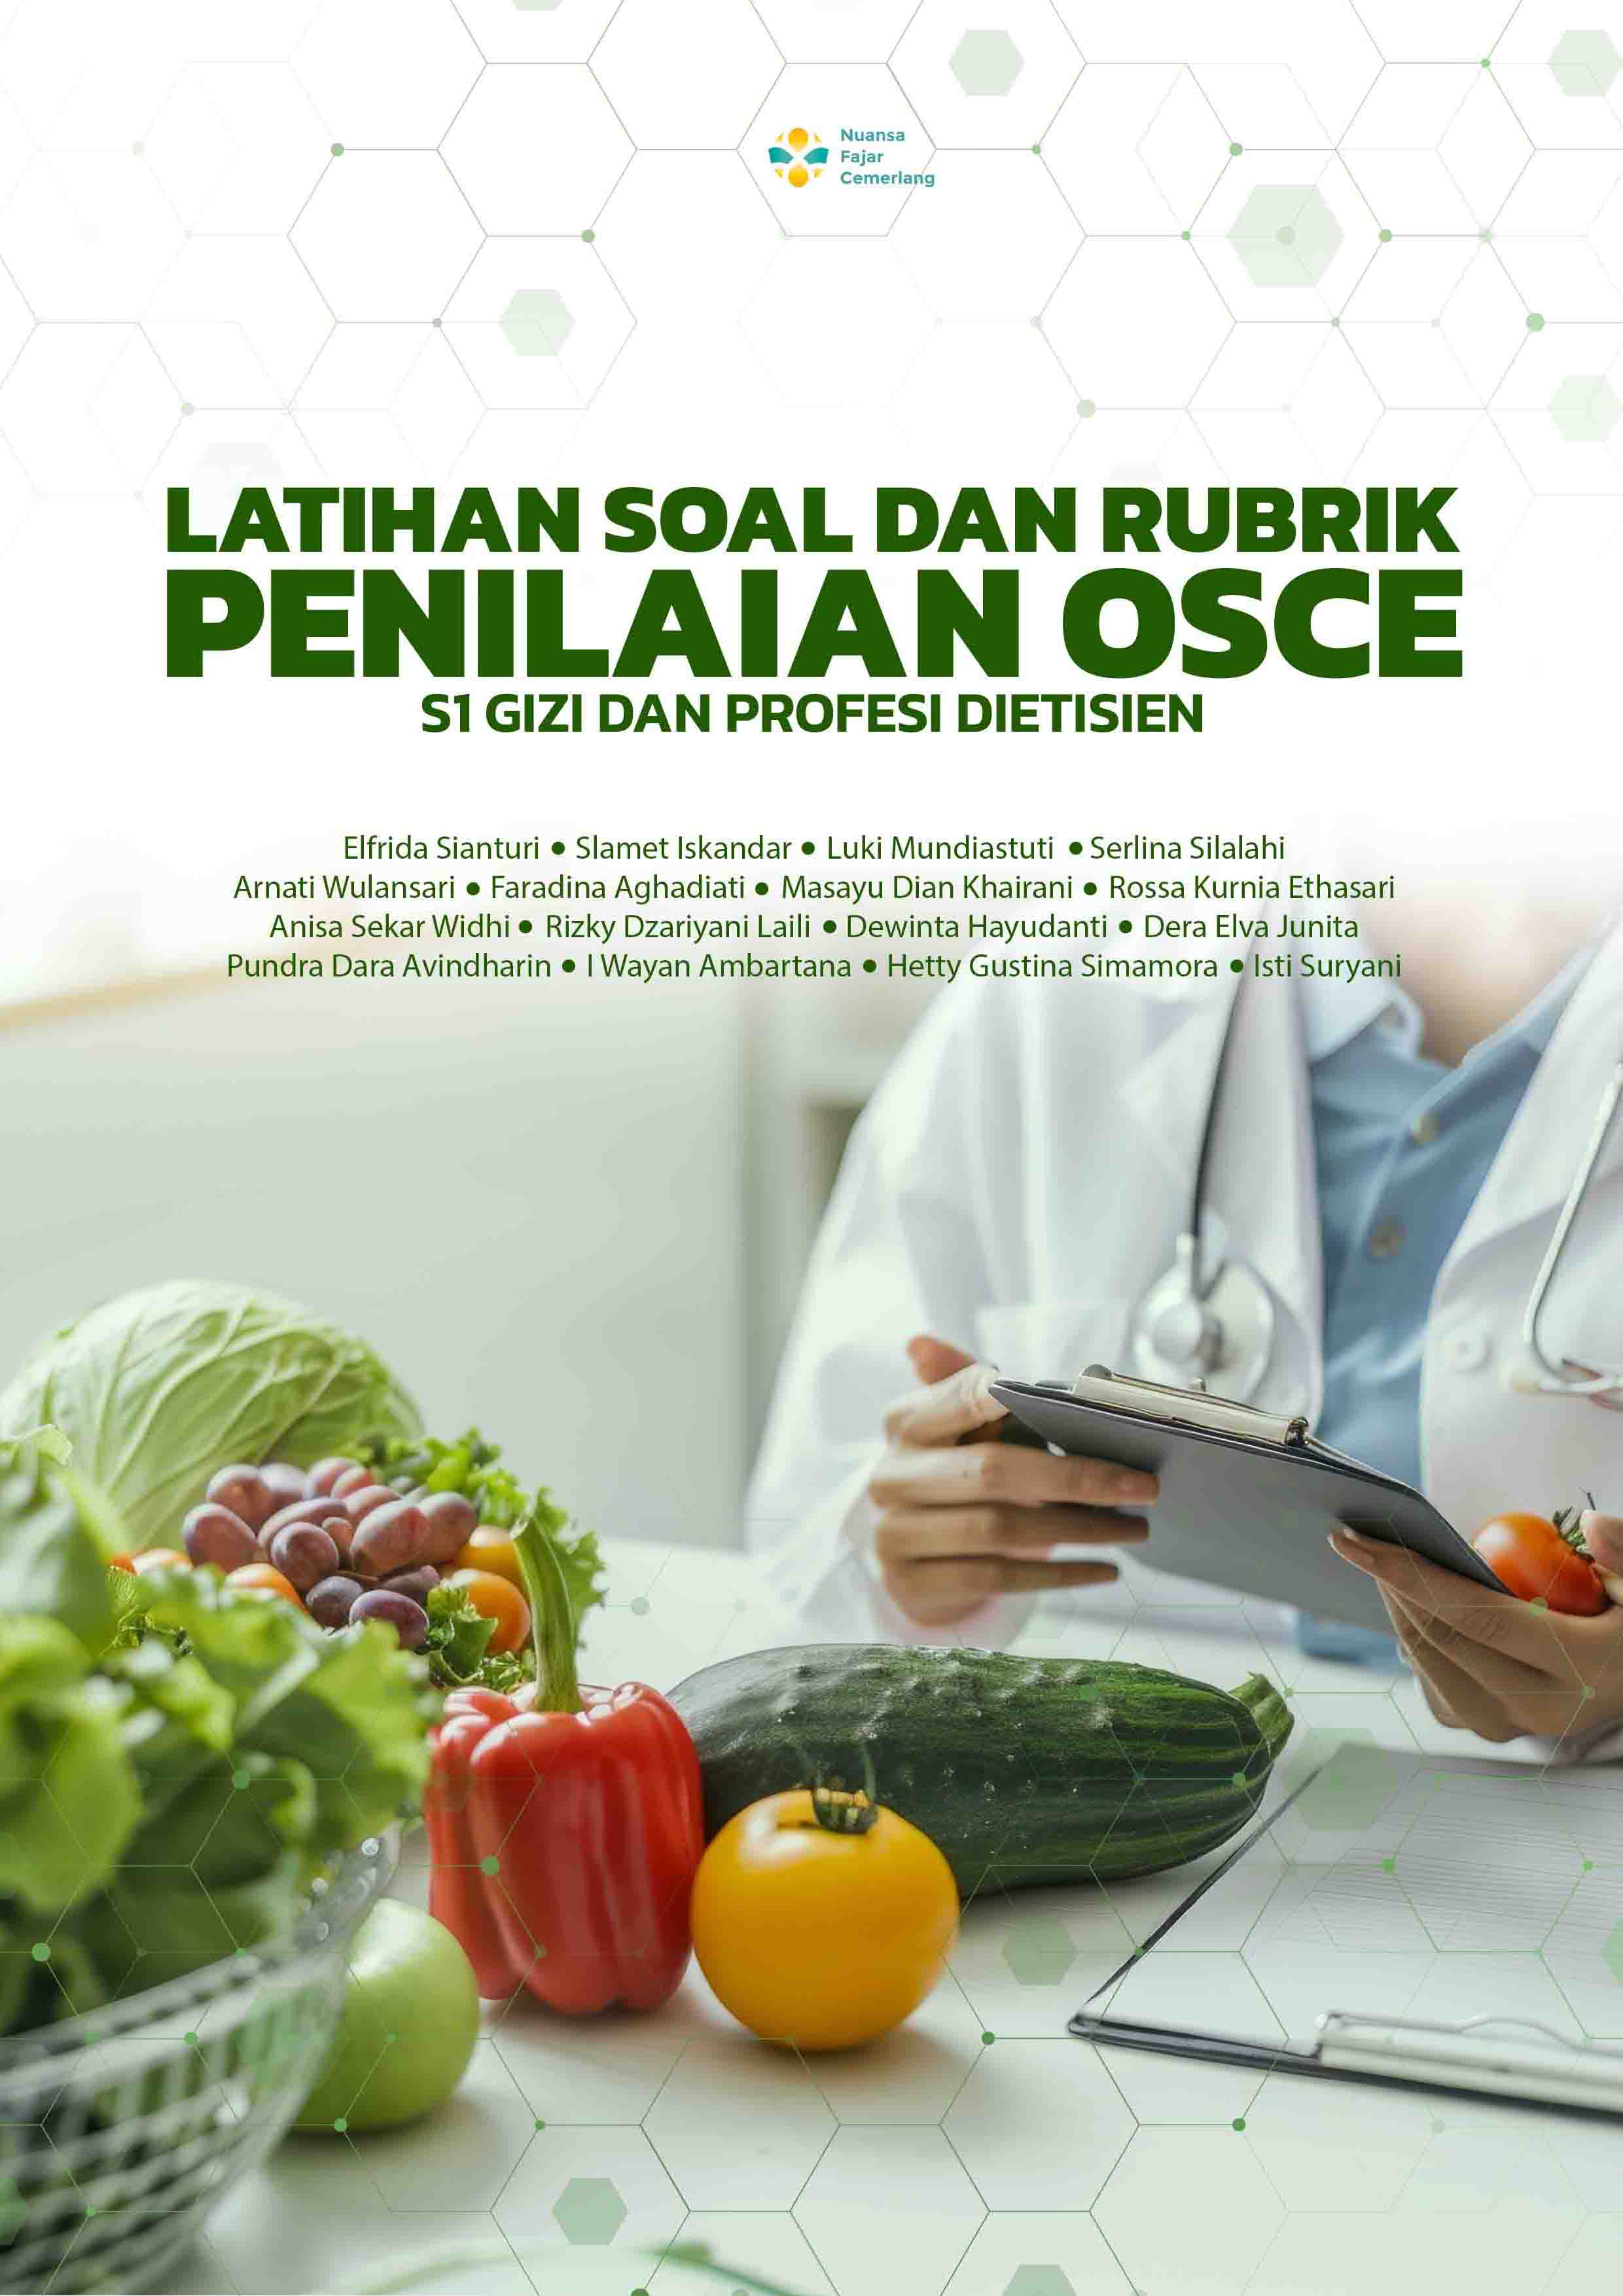 Nuansa
Fajar
Cemerlang
LATIHAN SOAL DAN RUBRIK
PENILAIAN OSCE
S1 GIZI DAN PROFESI DIETISIEN
Elfrida Sianturi • Slamet Iskandar • Luki Mundiastuti • Serlina Silalahi
Arnati Wulansari • Faradina Aghadiati • Masayu Dian Khairani • Rossa Kurnia Ethasari
Anisa Sekar Widhi • Rizky Dzariyani Laili • Dewinta Hayudanti • Dera Elva Junita
Pundra Dara Avindharin • I Wayan Ambartana • Hetty Gustina Simamora • Isti Suryani